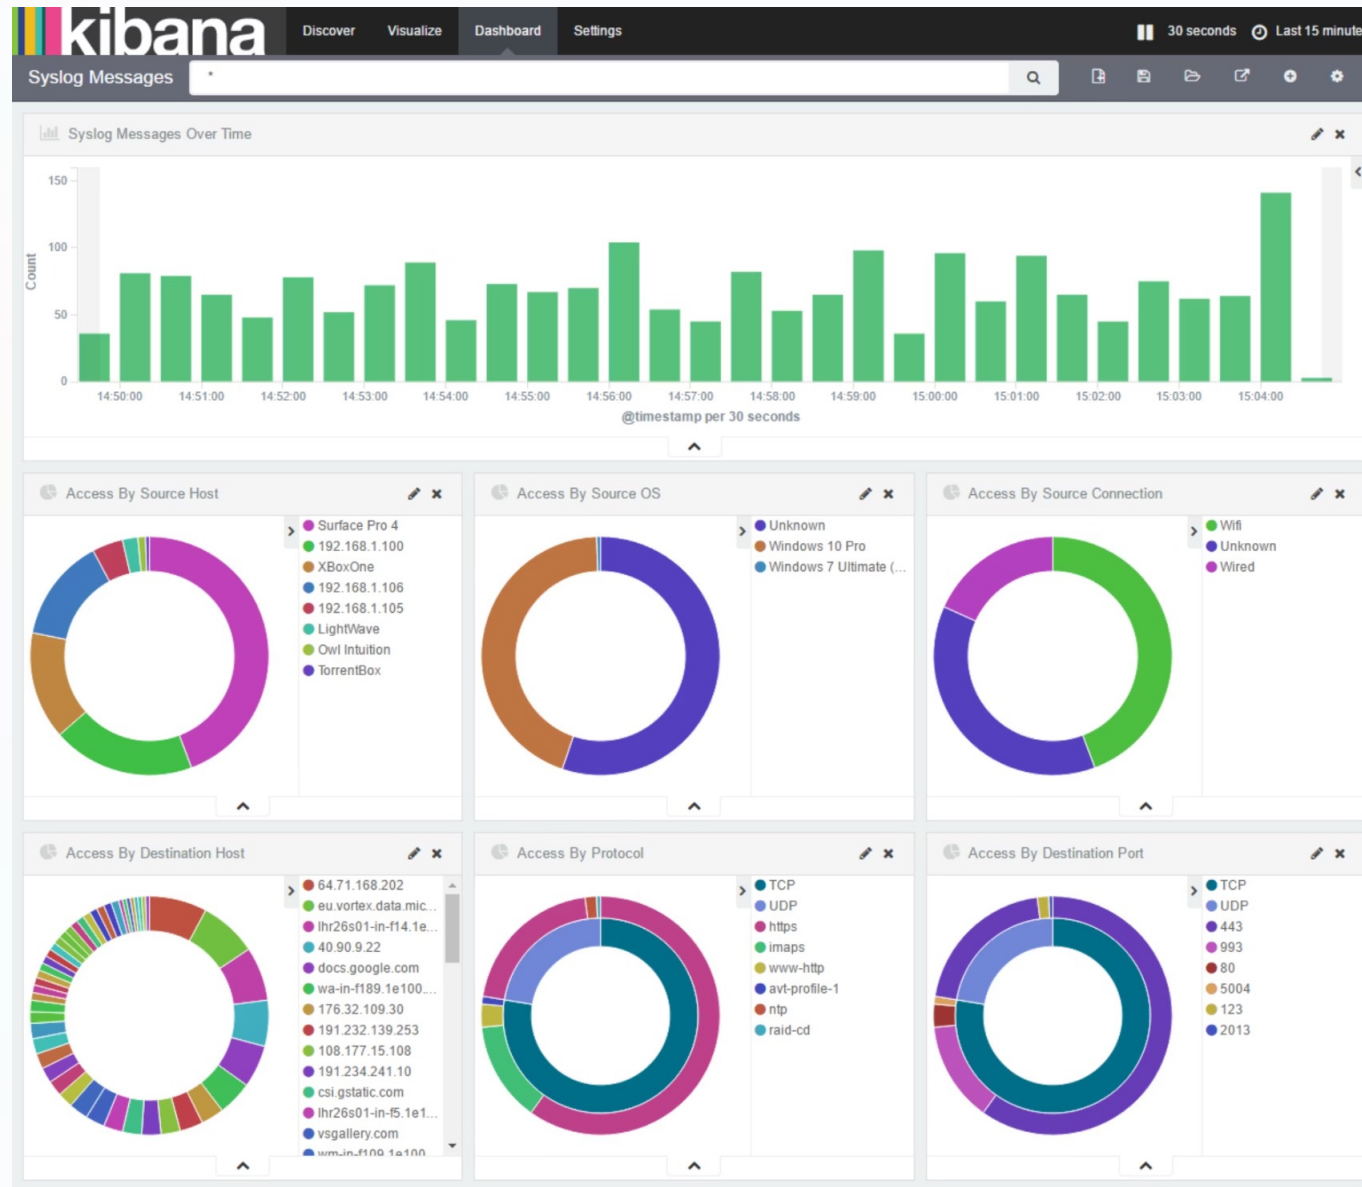 kibana
Discover Visualize Dashboard Settings
30 seconds Last 15 minute
Syslog Messages *
Syslog Messages Over Time
150
100
50
0
Count
14:50:00 14:51:00 14:52:00 14:53:00 14:54:00 14:55:00 14:56:00 14:57:00 14:58:00 14:59:00 15:00:00 15:01:00 15:02:00 15:03:00 15:04:00
@timestamp per 30 seconds
Access By Source Host
Surface Pro 4
192.168.1.100
XBoxOne
192.168.1.106
192.168.1.105
LightWave
Owl Intuition
TorrentBox
Access By Source OS
Unknown
Windows 10 Pro
Windows 7 Ultimate (...
Access By Source Connection
Wifi
Unknown
Wired
Access By Destination Host
64.71.168.202
eu.vortex.data.mic...
lhr26s01-in-f14.1e...
40.90.9.22
docs.google.com
wa-in-f189.1e100....
176.32.109.30
191.232.139.253
108.177.15.108
191.234.241.10
csi.gstatic.com
lhr26s01-in-f5.1e1...
vsgallery.com
wm-in-f109.1e100
Access By Protocol
TCP
UDP
https
imaps
www-http
avt-profile-1
ntp
raid-cd
Access By Destination Port
TCP
UDP
443
993
80
5004
123
2013